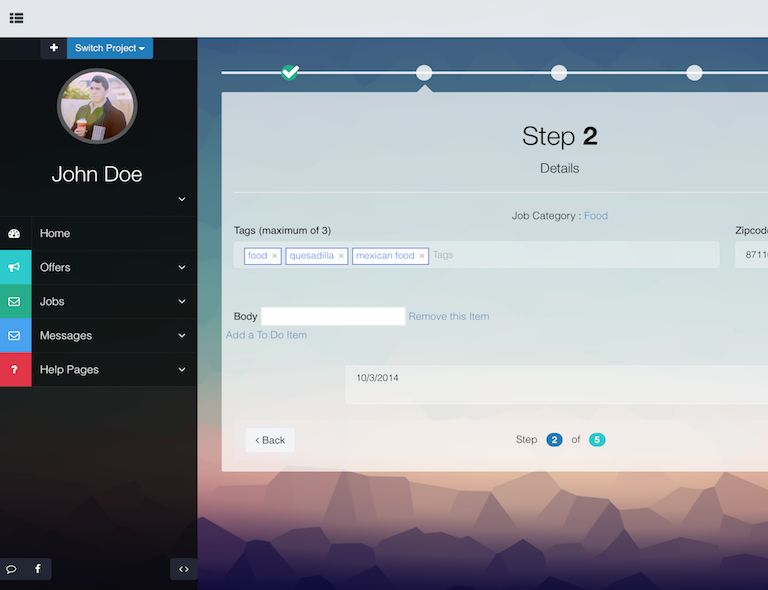 Switch Project
John Doe
Home
Offers
Jobs
Messages
? Help Pages
Step 2
Details
Job Category : Food
Tags (maximum of 3)
Zipcod
food × quesadilla × mexican food × Tags
8711
Body Remove this Item
Add a To Do Item
10/3/2014
‹ Back
Step 2 of 5
f